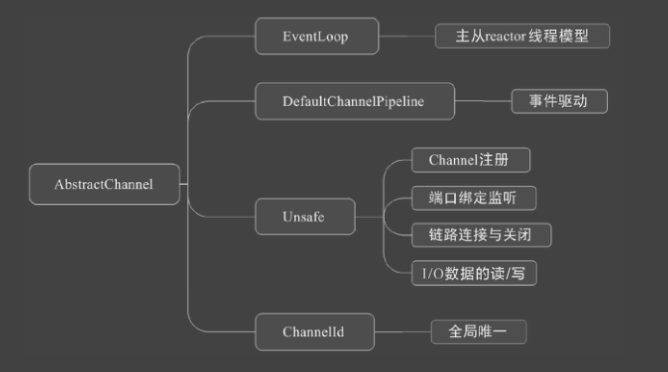 EventLoop
主从reactor线程模型
DefaultChannelPipeline
事件驱动
AbstractChannel
Unsafe
Channel注册
端口绑定监听
链路连接与关闭
I/O数据的读/写
ChannelId
全局唯一